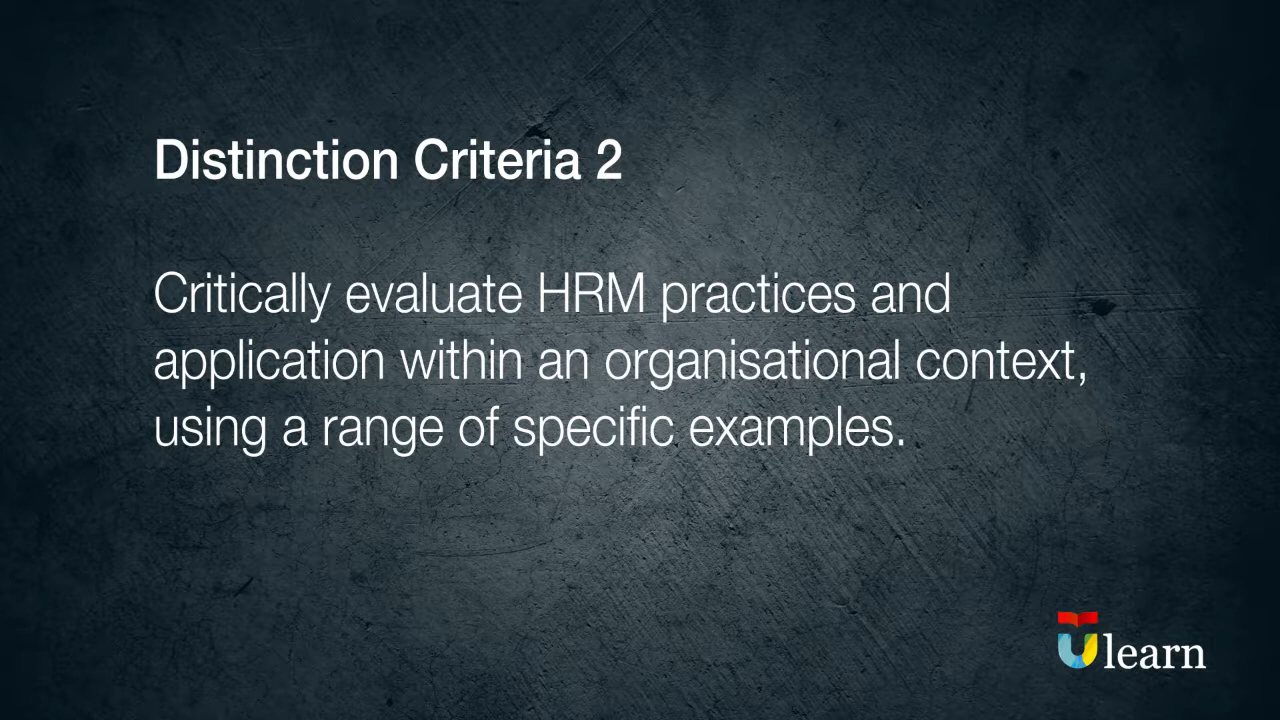 Distinction Criteria 2
Critically evaluate HRM practices and
application within an organisational context,
using a range of specific examples.
U learn